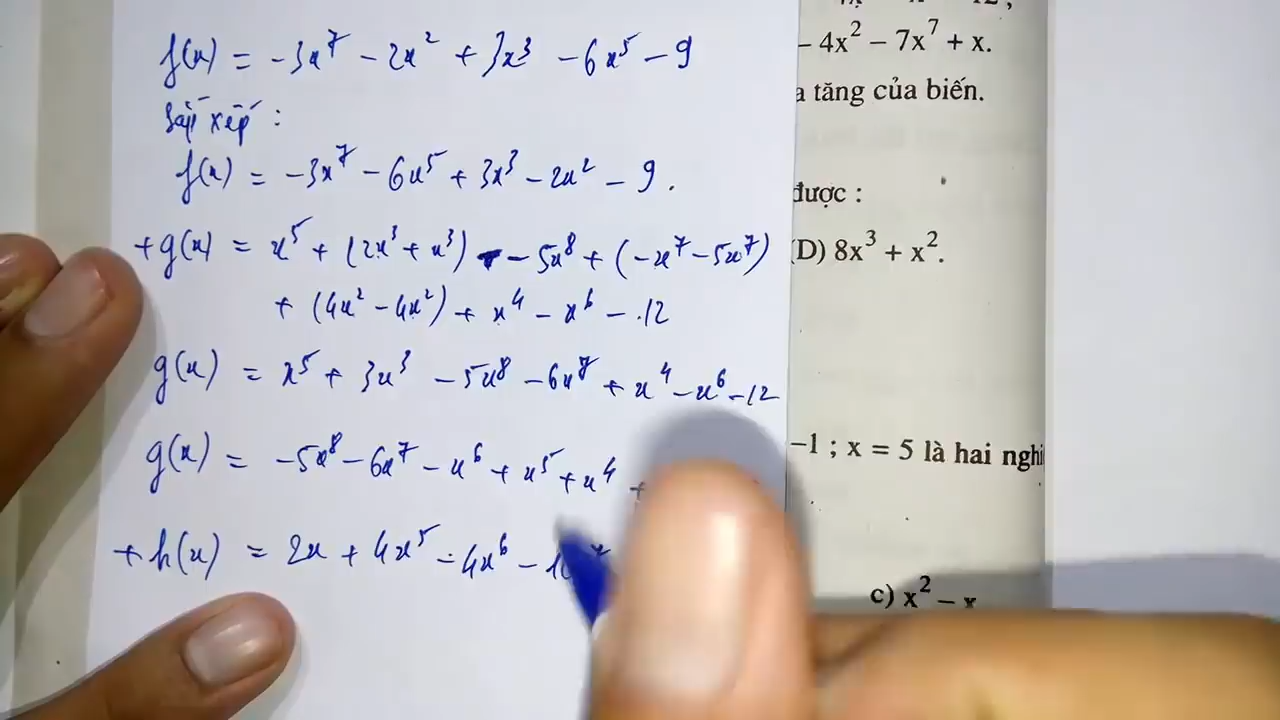 f(x) = -3x⁷ - 2x² + 3x³ - 6x⁵ - 9
Sắp xếp :
f(x) = -3x⁷ - 6x⁵ + 3x³ - 2x² - 9 .
+ g(x) = x⁵ + (2x³ + x³) - 5x⁸ + (-x⁷ - 5x⁷)
+ (4x² - 4x²) + x⁴ - x⁶ - 12
g(x) = x⁵ + 3x³ - 5x⁸ - 6x⁷ + x⁴ - x⁶ - 12
g(x) = -5x⁸ - 6x⁷ - x⁶ + x⁵ + x⁴ +
+ h(x) = 2x + 4x⁵ - 4x⁶ -
- 4x² - 7x⁷ + x.
tăng của biến.
được :
(D) 8x³ + x².
-1 ; x = 5 là hai
c) x² - x